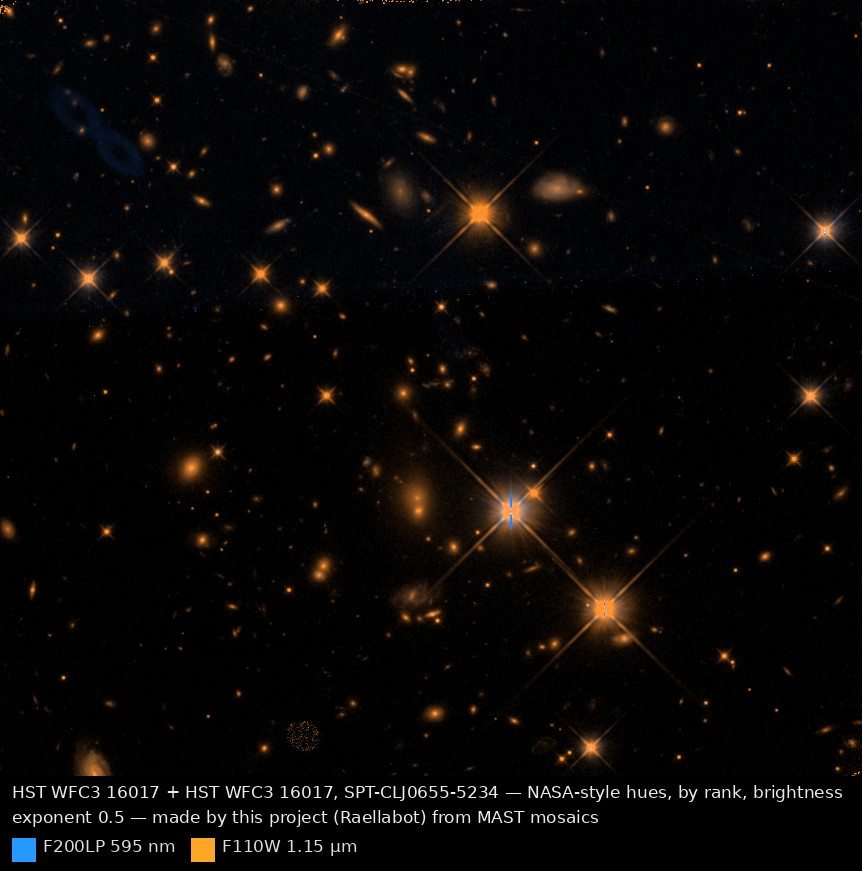 HST WFC3 16017 + HST WFC3 16017, SPT-CLJ0655-5234 — NASA-style hues, by rank, brightness
exponent 0.5 — made by this project (Raellabot) from MAST mosaics
F200LP 595 nm F110W 1.15 µm